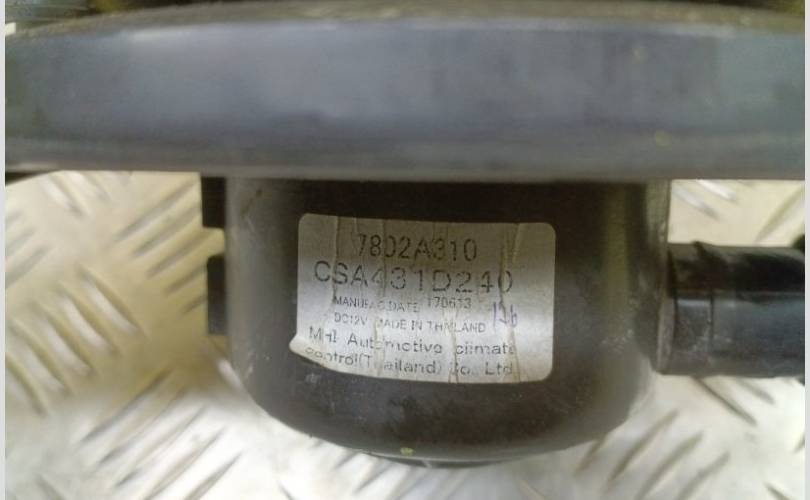 7802A310
CSA431D240
MANUFAC.DATE 170613
DC12V MADE IN THAILAND
MHI Automotive climate
control(Thailand) Co., Ltd